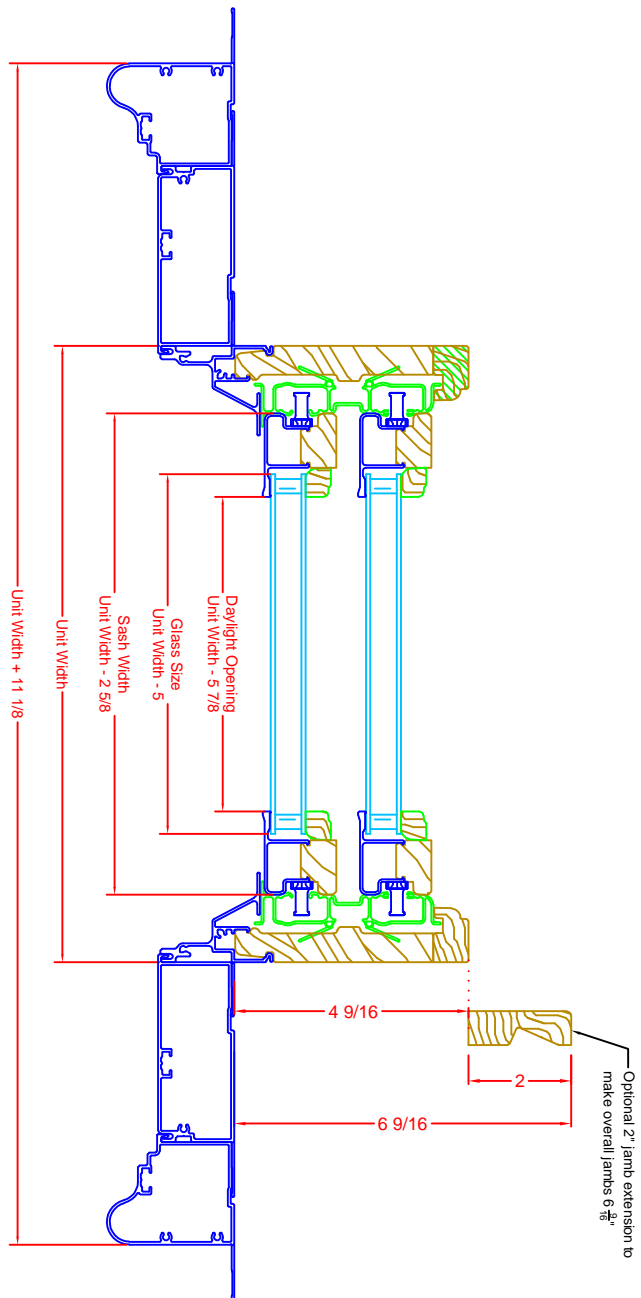 Optional 2" jamb extension to
make overall jambs 6 9/16"
4 9/16
2
6 9/16
Daylight Opening
Unit Width - 5 7/8
Glass Size
Unit Width - 5
Sash Width
Unit Width - 2 5/8
Unit Width
Unit Width + 11 1/8